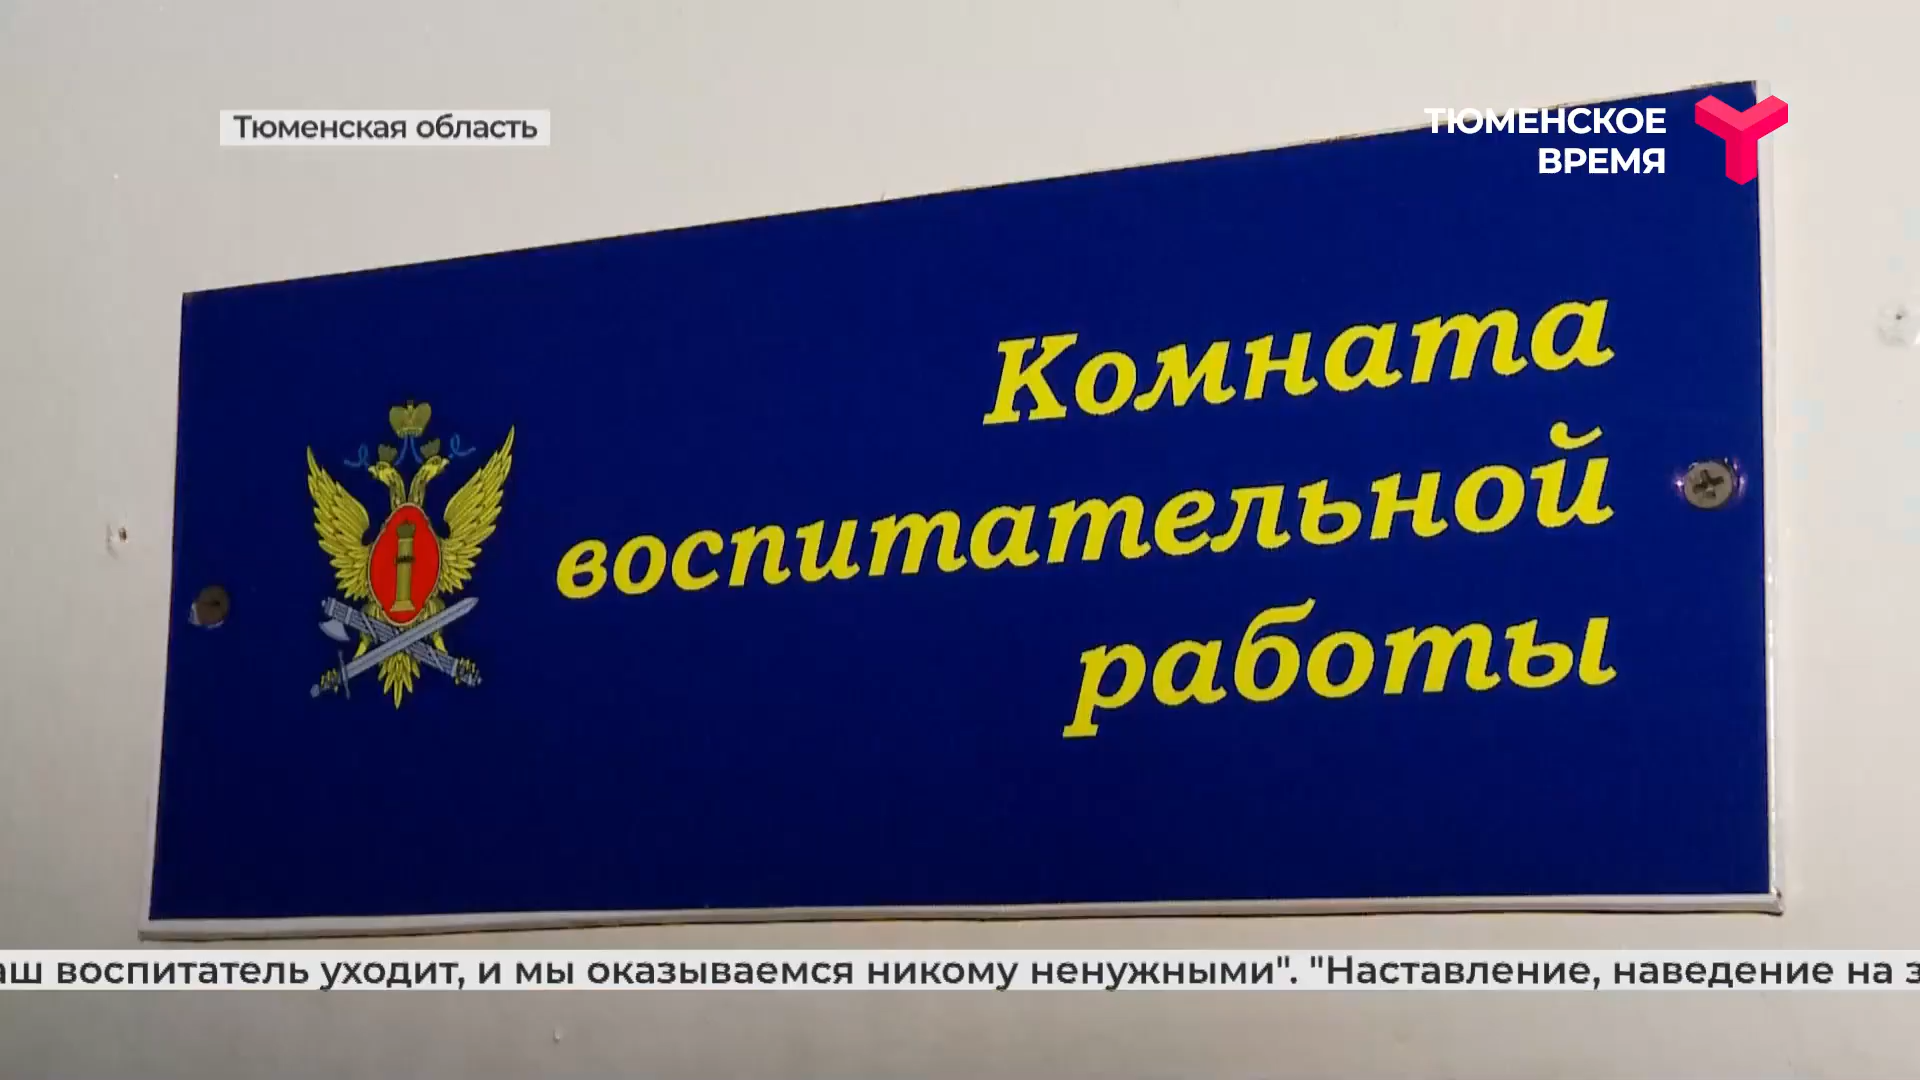 Тюменская область
ТЮМЕНСКОЕ
ВРЕМЯ
Комната
воспитательной
работы
воспитатель уходит, и мы оказываемся никому ненужными". "Наставление, наведение на